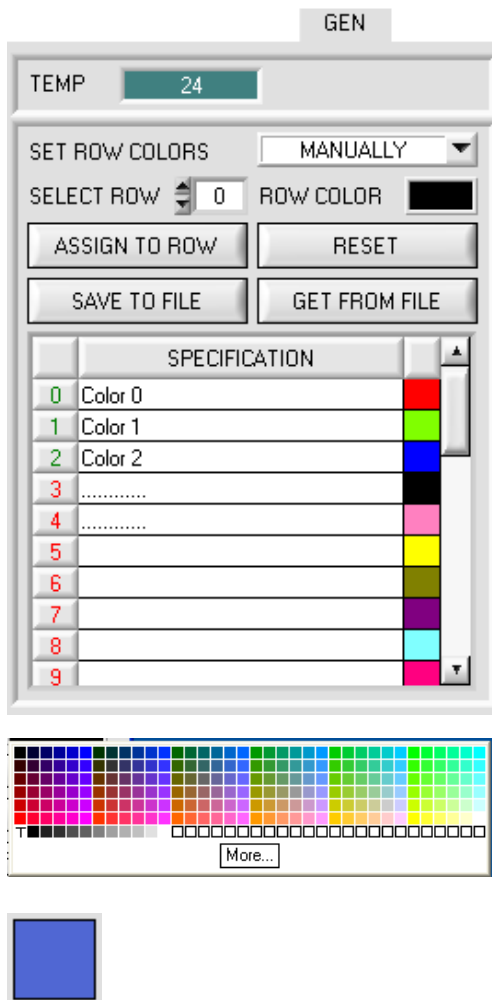 GEN
TEMP 24
SET ROW COLORS MANUALLY
SELECT ROW 0 ROW COLOR
ASSIGN TO ROW RESET
SAVE TO FILE GET FROM FILE
SPECIFICATION
0 Color 0
1 Color 1
2 Color 2
3 ............
4 ............
5
6
7
8
9
T
More...